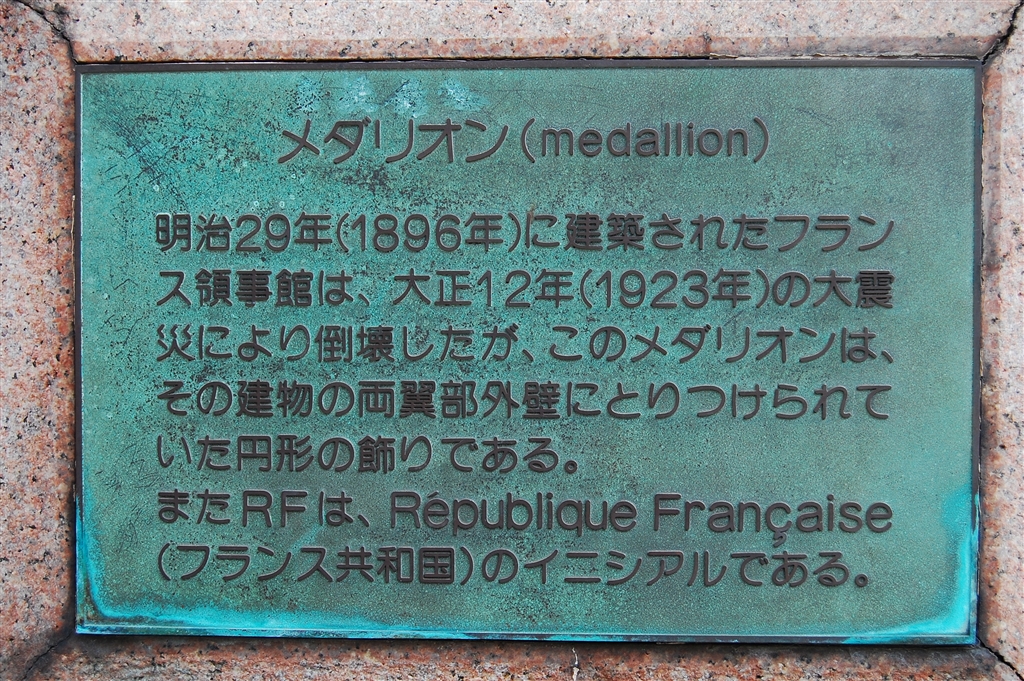 メダリオン(medallion)
明治29年(1896年)に建築されたフラン
ス領事館は、大正12年(1923年)の大震
災により倒壊したが、このメダリオンは、
その建物の両翼部外壁にとりつけられて
いた円形の飾りである。
またRFは、République Française
(フランス共和国)のイニシアルである。